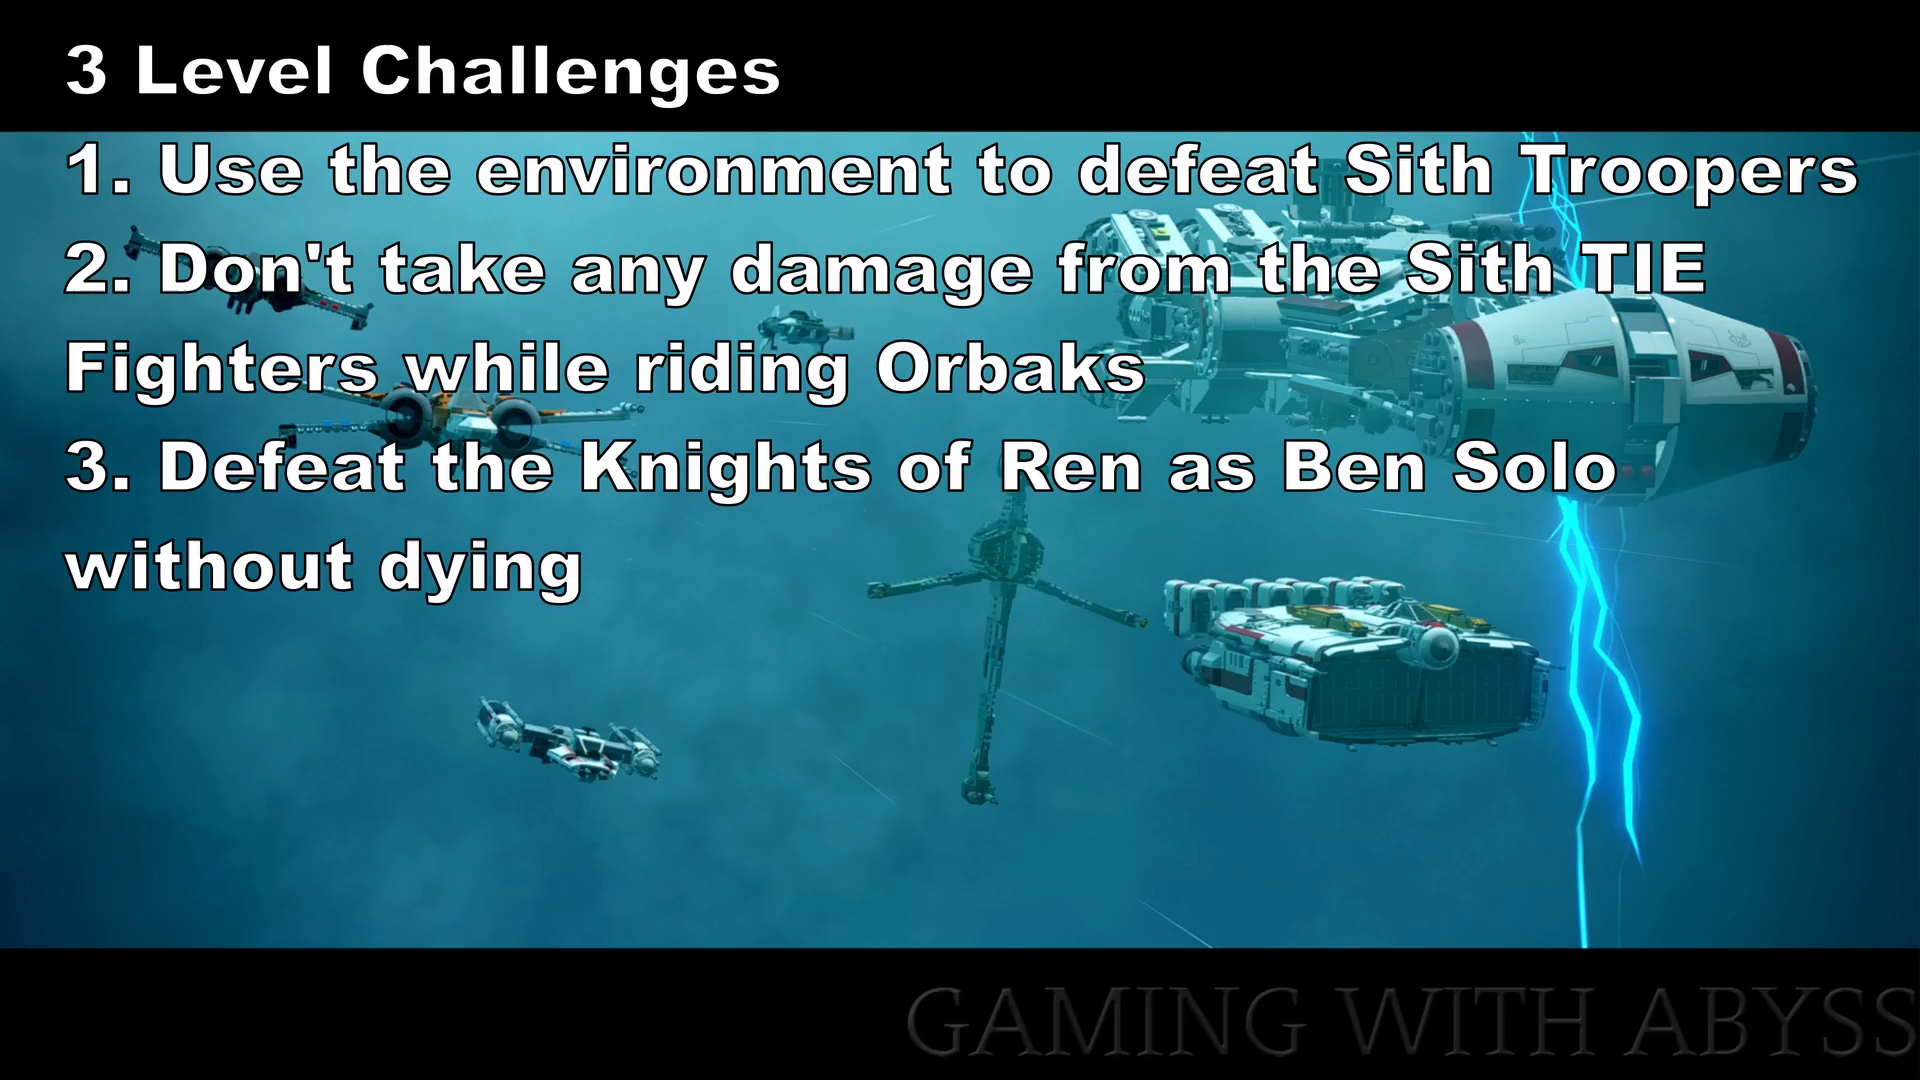 3 Level Challenges
1. Use the environment to defeat Sith Troopers
2. Don't take any damage from the Sith TIE
Fighters while riding Orbaks
3. Defeat the Knights of Ren as Ben Solo
without dying
GAMING WITH ABYSS